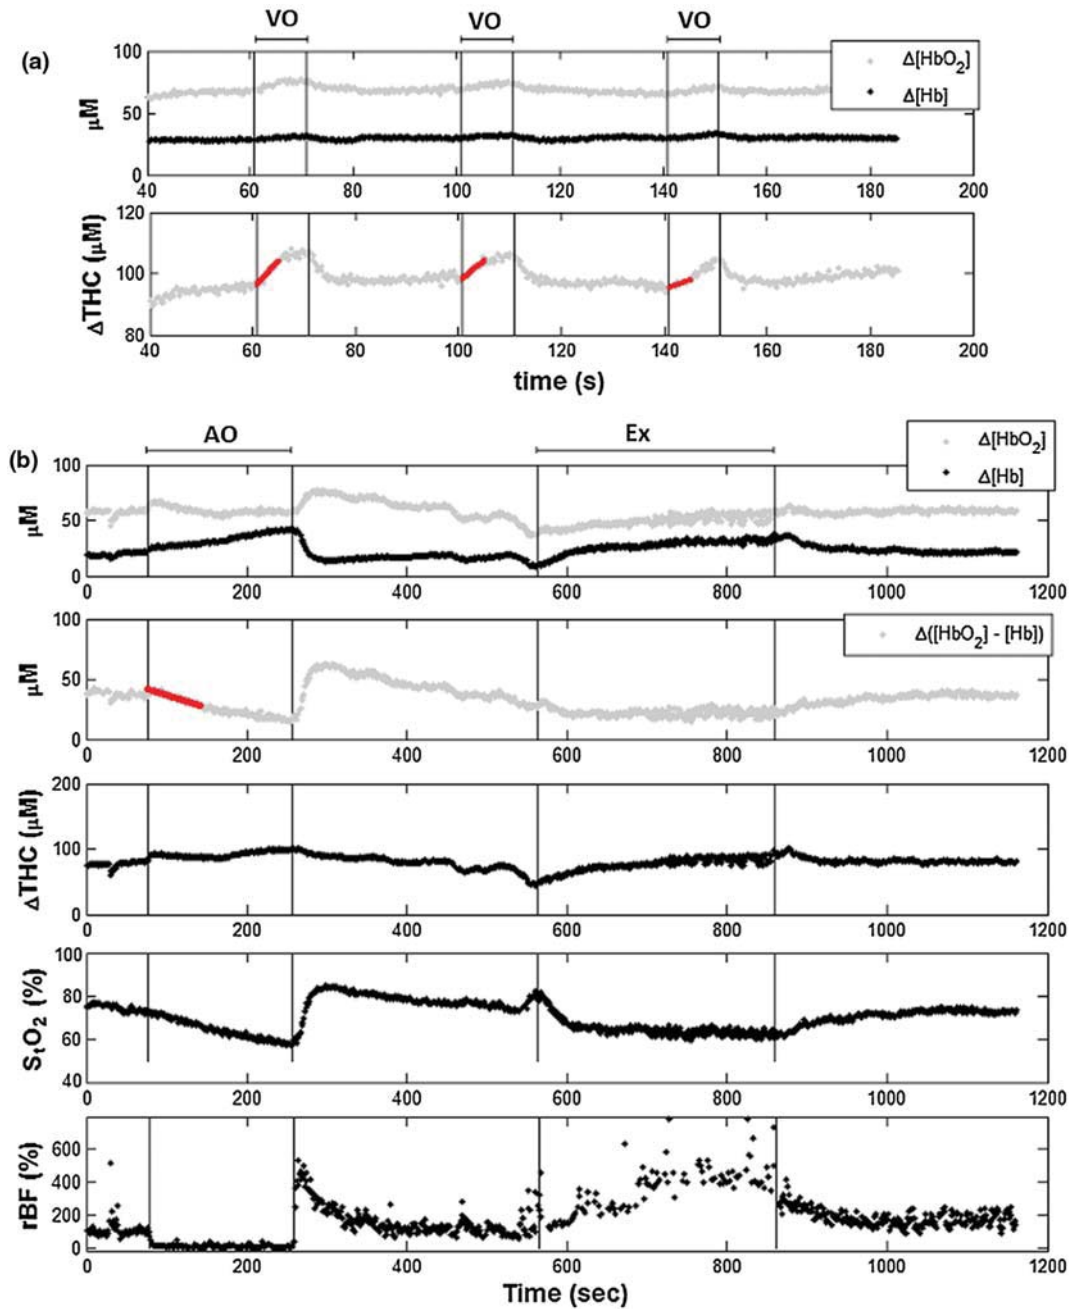 VO VO VO
(a)
100
50
0
μM
Δ[HbO2]
Δ[Hb]
40 60 80 100 120 140 160 180 200
120
100
80
ΔTHC (μM)
40 60 80 100 120 140 160 180 200
time (s)
AO Ex
(b)
100
50
0
μM
Δ[HbO2]
Δ[Hb]
0 200 400 600 800 1000 1200
100
50
0
μM
Δ([HbO2] - [Hb])
0 200 400 600 800 1000 1200
200
100
0
ΔTHC (μM)
0 200 400 600 800 1000 1200
100
80
60
40
StO2 (%)
0 200 400 600 800 1000 1200
600
400
200
0
rBF (%)
0 200 400 600 800 1000 1200
Time (sec)